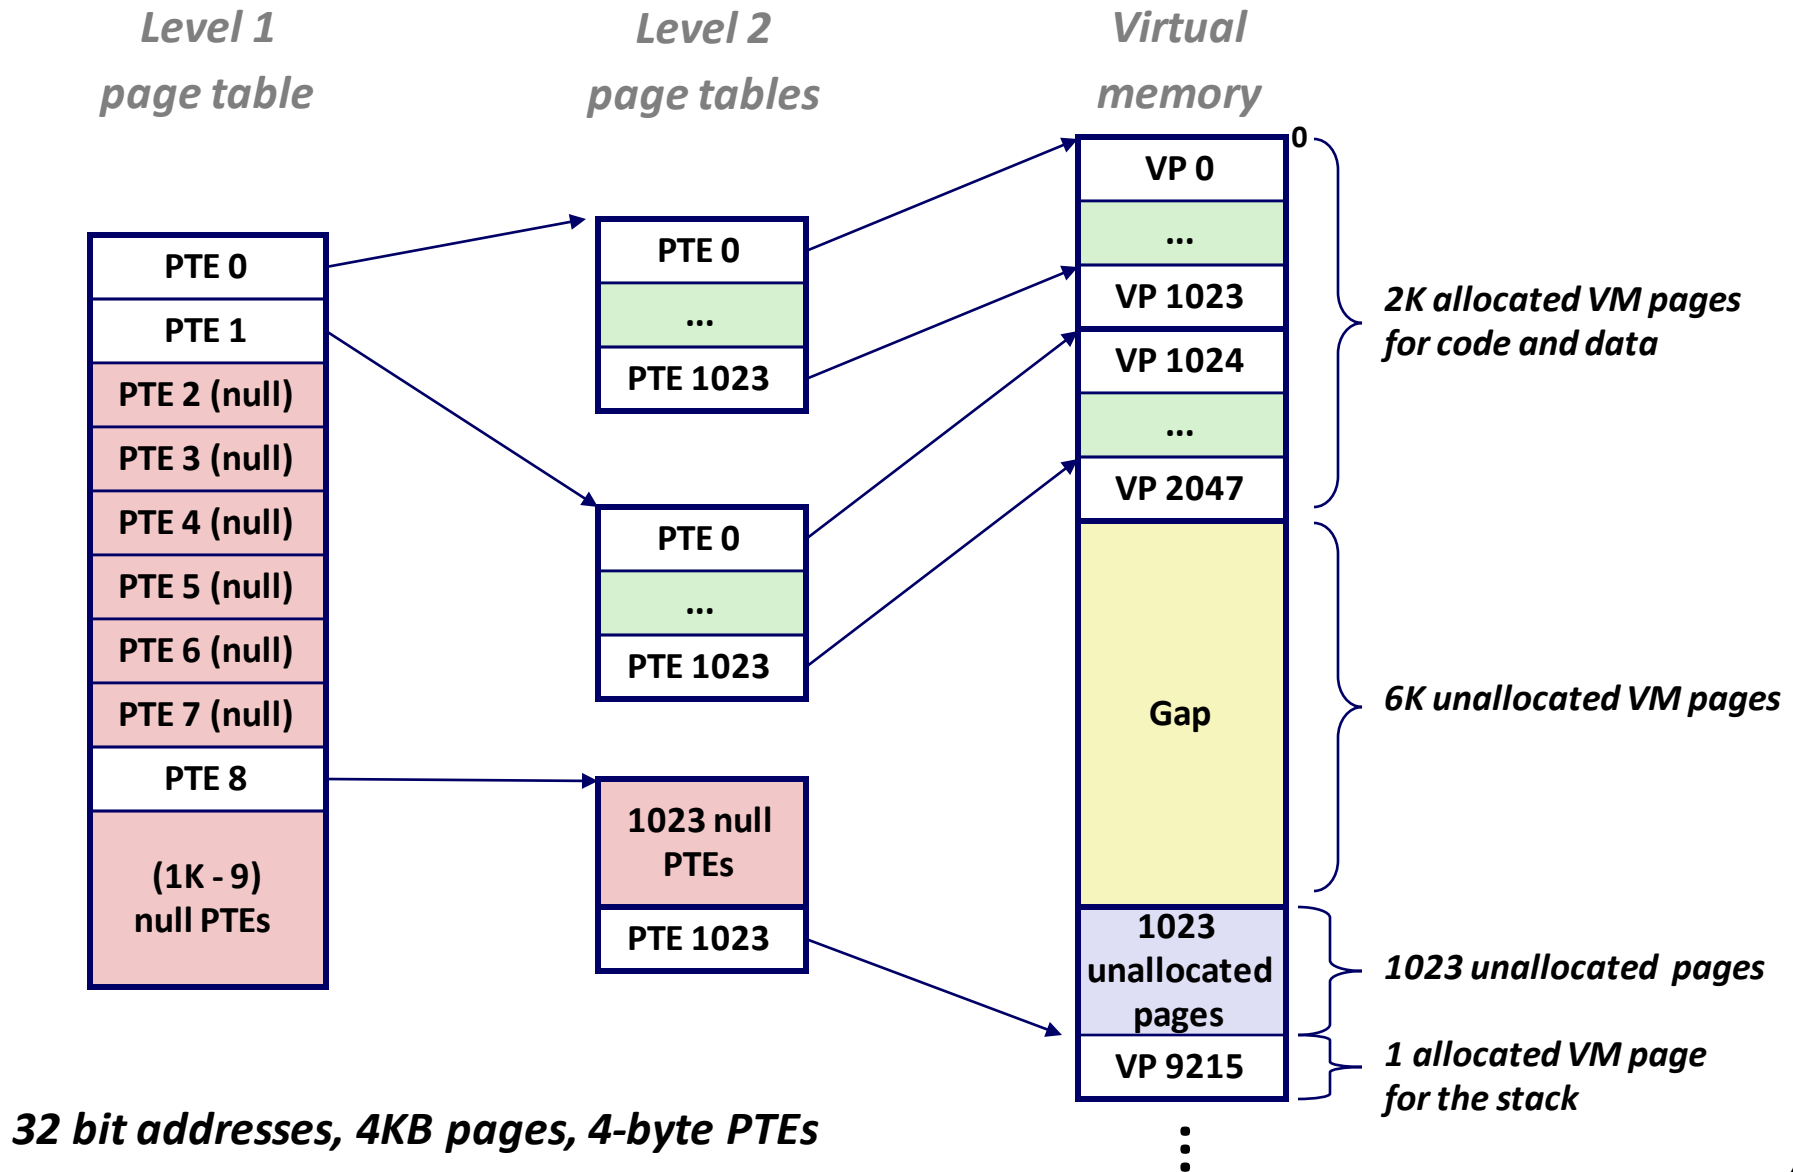 Level 1
page table
Level 2
page tables
Virtual
memory
PTE 0
PTE 1
PTE 2 (null)
PTE 3 (null)
PTE 4 (null)
PTE 5 (null)
PTE 6 (null)
PTE 7 (null)
PTE 8
(1K - 9)
null PTEs
PTE 0
...
PTE 1023
PTE 0
...
PTE 1023
1023 null
PTEs
PTE 1023
0
VP 0
...
VP 1023
VP 1024
...
VP 2047
Gap
1023
unallocated
pages
VP 9215
2K allocated VM pages
for code and data
6K unallocated VM pages
1023 unallocated pages
1 allocated VM page
for the stack
32 bit addresses, 4KB pages, 4-byte PTEs